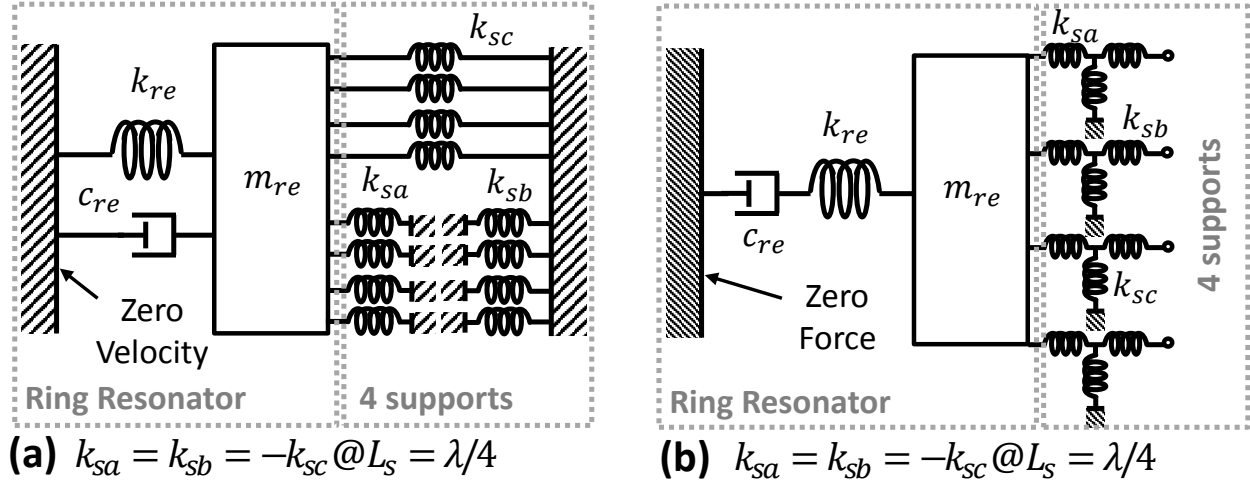 k_sc
k_re
m_re
k_sa
k_sb
c_re
Zero
Velocity
Ring Resonator
4 supports
(a) k_sa = k_sb = −k_sc @L_s = λ/4
k_sa
k_re
k_sb
m_re
c_re
k_sc
Zero
Force
4 supports
Ring Resonator
(b) k_sa = k_sb = −k_sc @L_s = λ/4